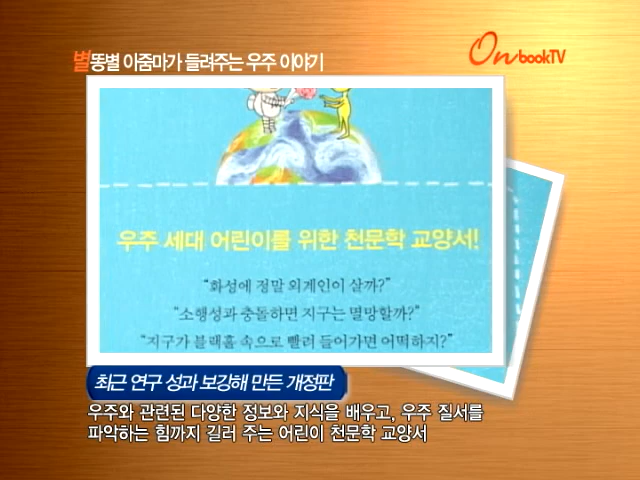 별똥별 아줌마가 들려주는 우주 이야기
On bookTV
우주 세대 어린이를 위한 천문학 교양서!
"화성에 정말 외계인이 살까?"
"소행성과 충돌하면 지구는 멸망할까?"
"지구가 블랙홀 속으로 빨려 들어가면 어떡하지?"
최근 연구 성과 보강해 만든 개정판
우주와 관련된 다양한 정보와 지식을 배우고, 우주 질서를
파악하는 힘까지 길러 주는 어린이 천문학 교양서